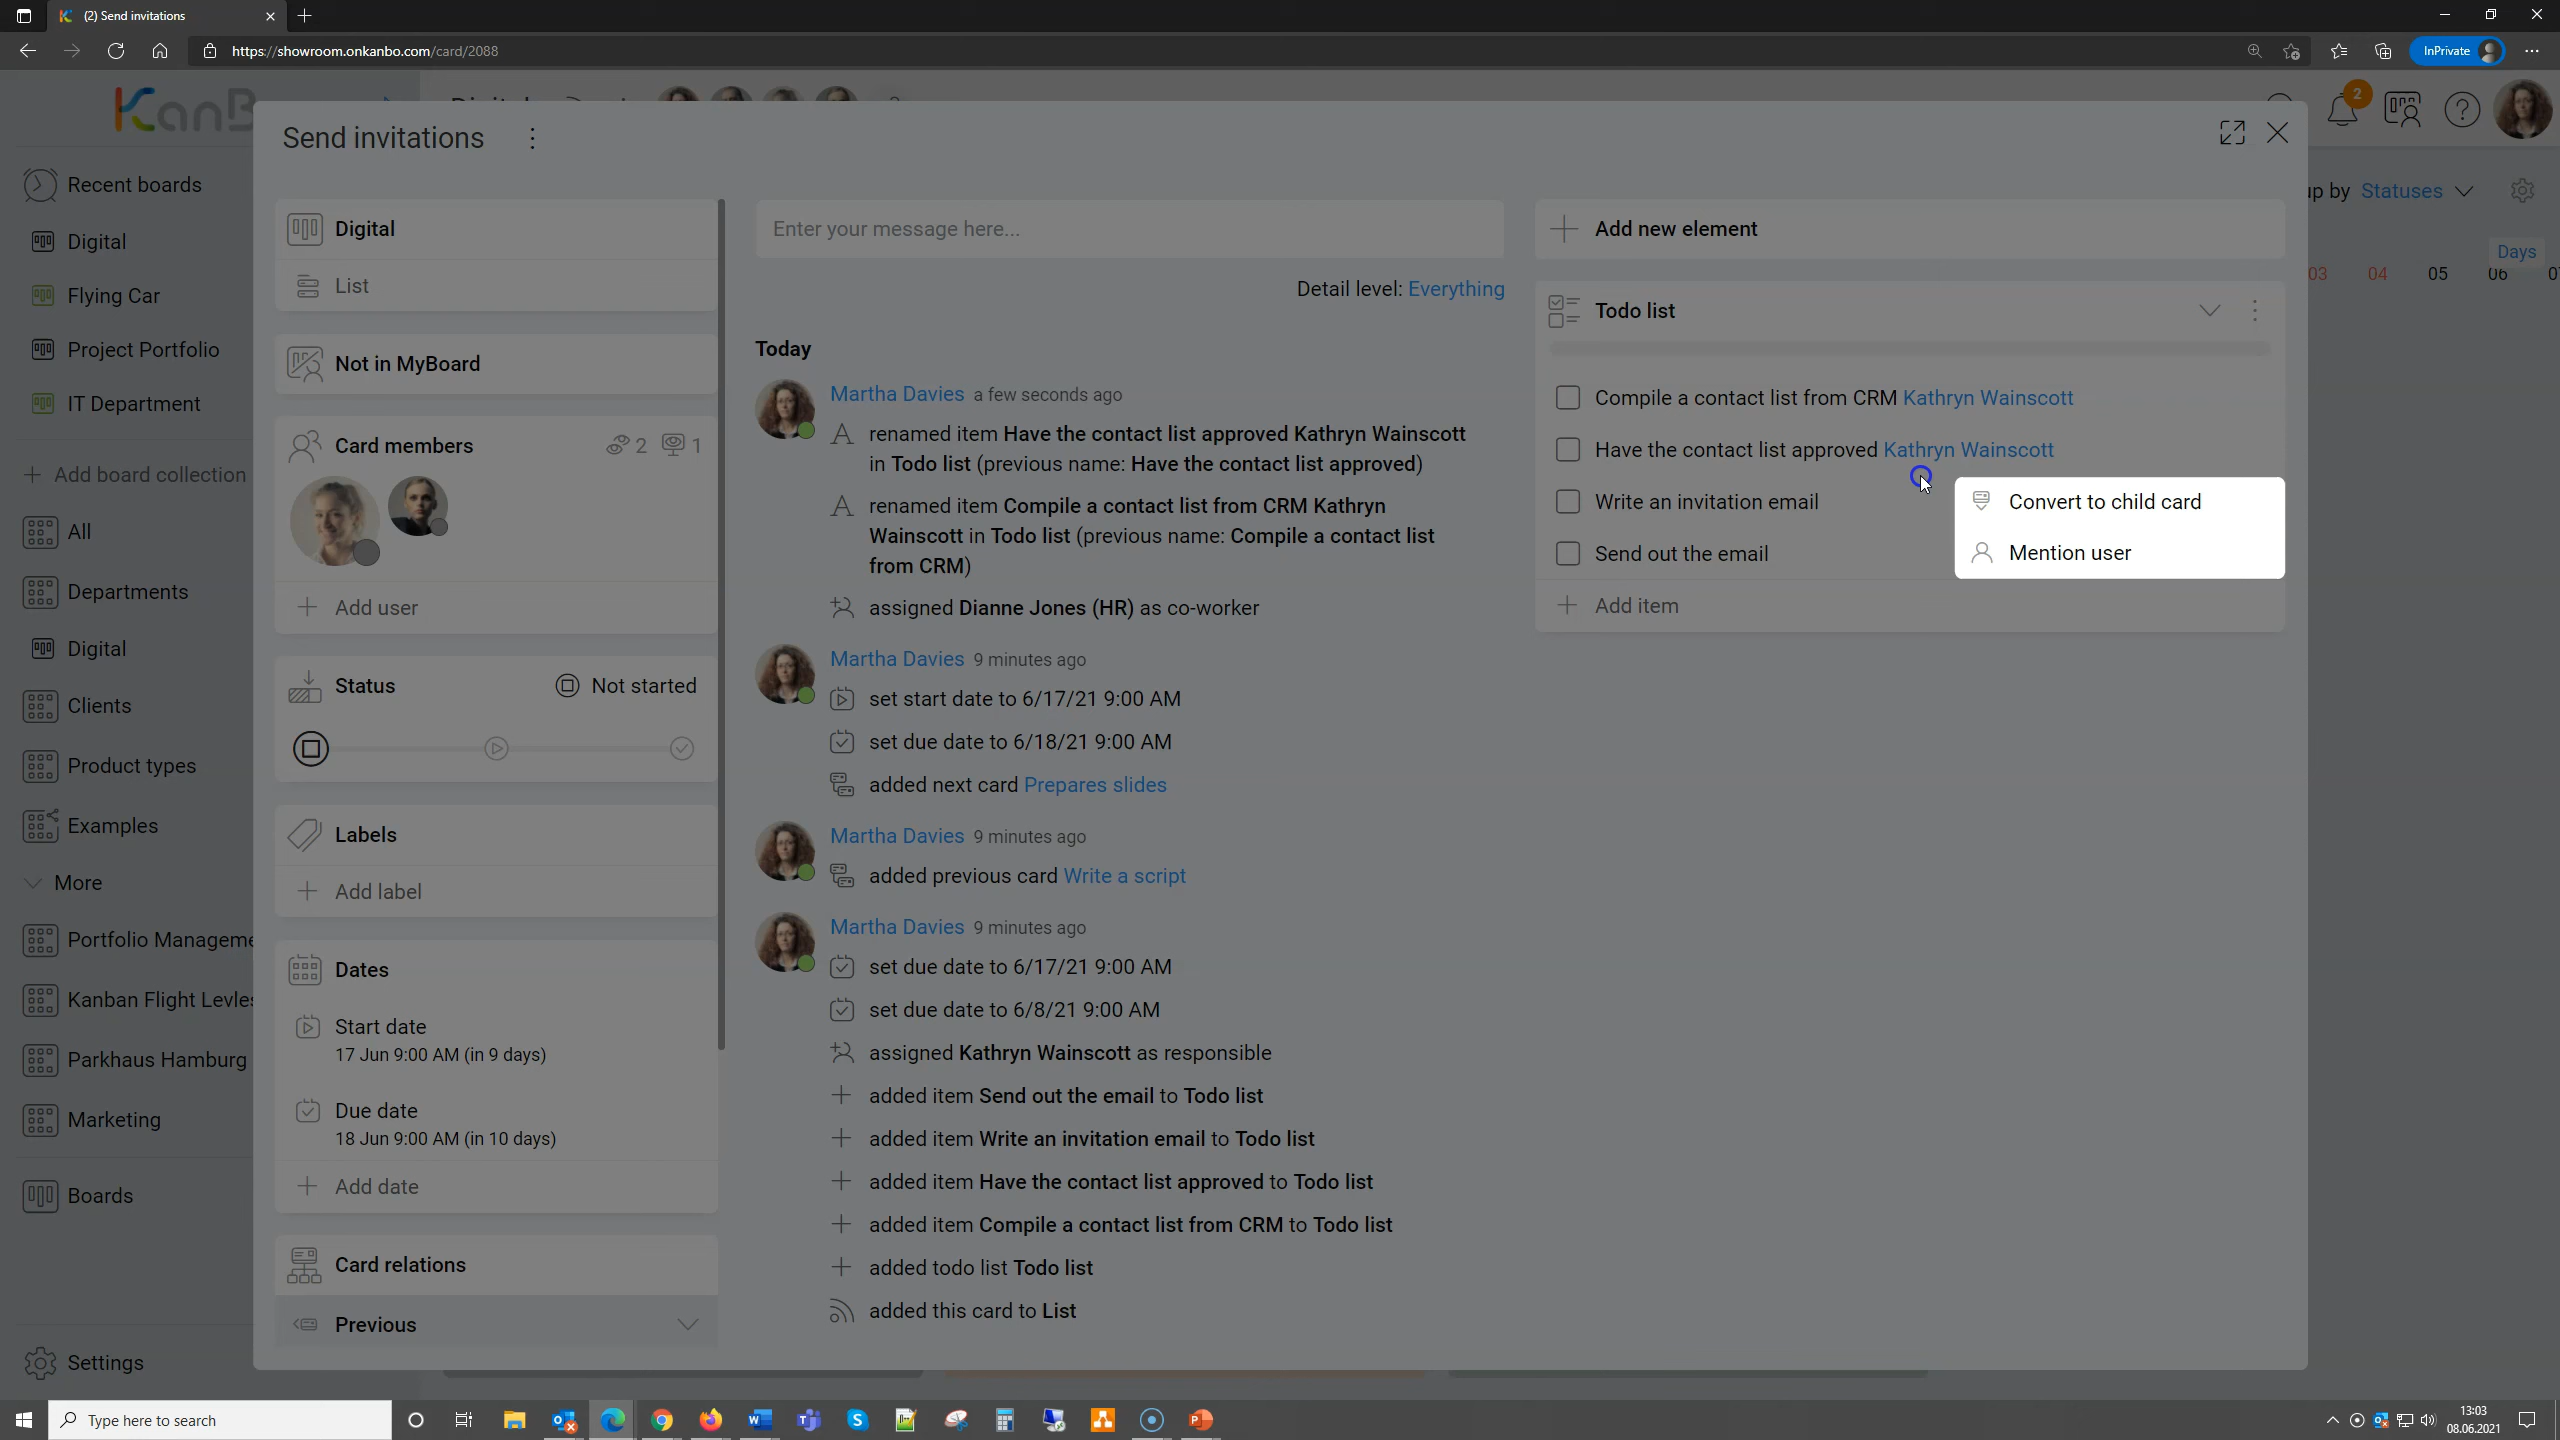 (2) Send invitations
https://showroom.onkanbo.com/card/2088
InPrivate
KanB
2
Send invitations
Recent boards
Digital
Flying Car
Project Portfolio
IT Department
Add board collection
All
Departments
Digital
Clients
Product types
Examples
More
Portfolio Manageme
Kanban Flight Levles
Parkhaus Hamburg
Marketing
Boards
Settings
Digital
List
Not in MyBoard
Card members
2
1
Add user
Status
Not started
Labels
Add label
Dates
Start date
17 Jun 9:00 AM (in 9 days)
Due date
18 Jun 9:00 AM (in 10 days)
Add date
Card relations
Previous
Enter your message here...
Detail level: Everything
Today
Martha Davies a few seconds ago
renamed item Have the contact list approved Kathryn Wainscott
in Todo list (previous name: Have the contact list approved)
renamed item Compile a contact list from CRM Kathryn
Wainscott in Todo list (previous name: Compile a contact list
from CRM)
assigned Dianne Jones (HR) as co-worker
Martha Davies 9 minutes ago
set start date to 6/17/21 9:00 AM
set due date to 6/18/21 9:00 AM
added next card Prepares slides
Martha Davies 9 minutes ago
added previous card Write a script
Martha Davies 9 minutes ago
set due date to 6/17/21 9:00 AM
set due date to 6/8/21 9:00 AM
assigned Kathryn Wainscott as responsible
added item Send out the email to Todo list
added item Write an invitation email to Todo list
added item Have the contact list approved to Todo list
added item Compile a contact list from CRM to Todo list
added todo list Todo list
added this card to List
Add new element
Todo list
Compile a contact list from CRM Kathryn Wainscott
Have the contact list approved Kathryn Wainscott
Write an invitation email
Send out the email
Add item
Convert to child card
Mention user
up by Statuses
Days
03 04 05 06
Type here to search
13:03
08.06.2021